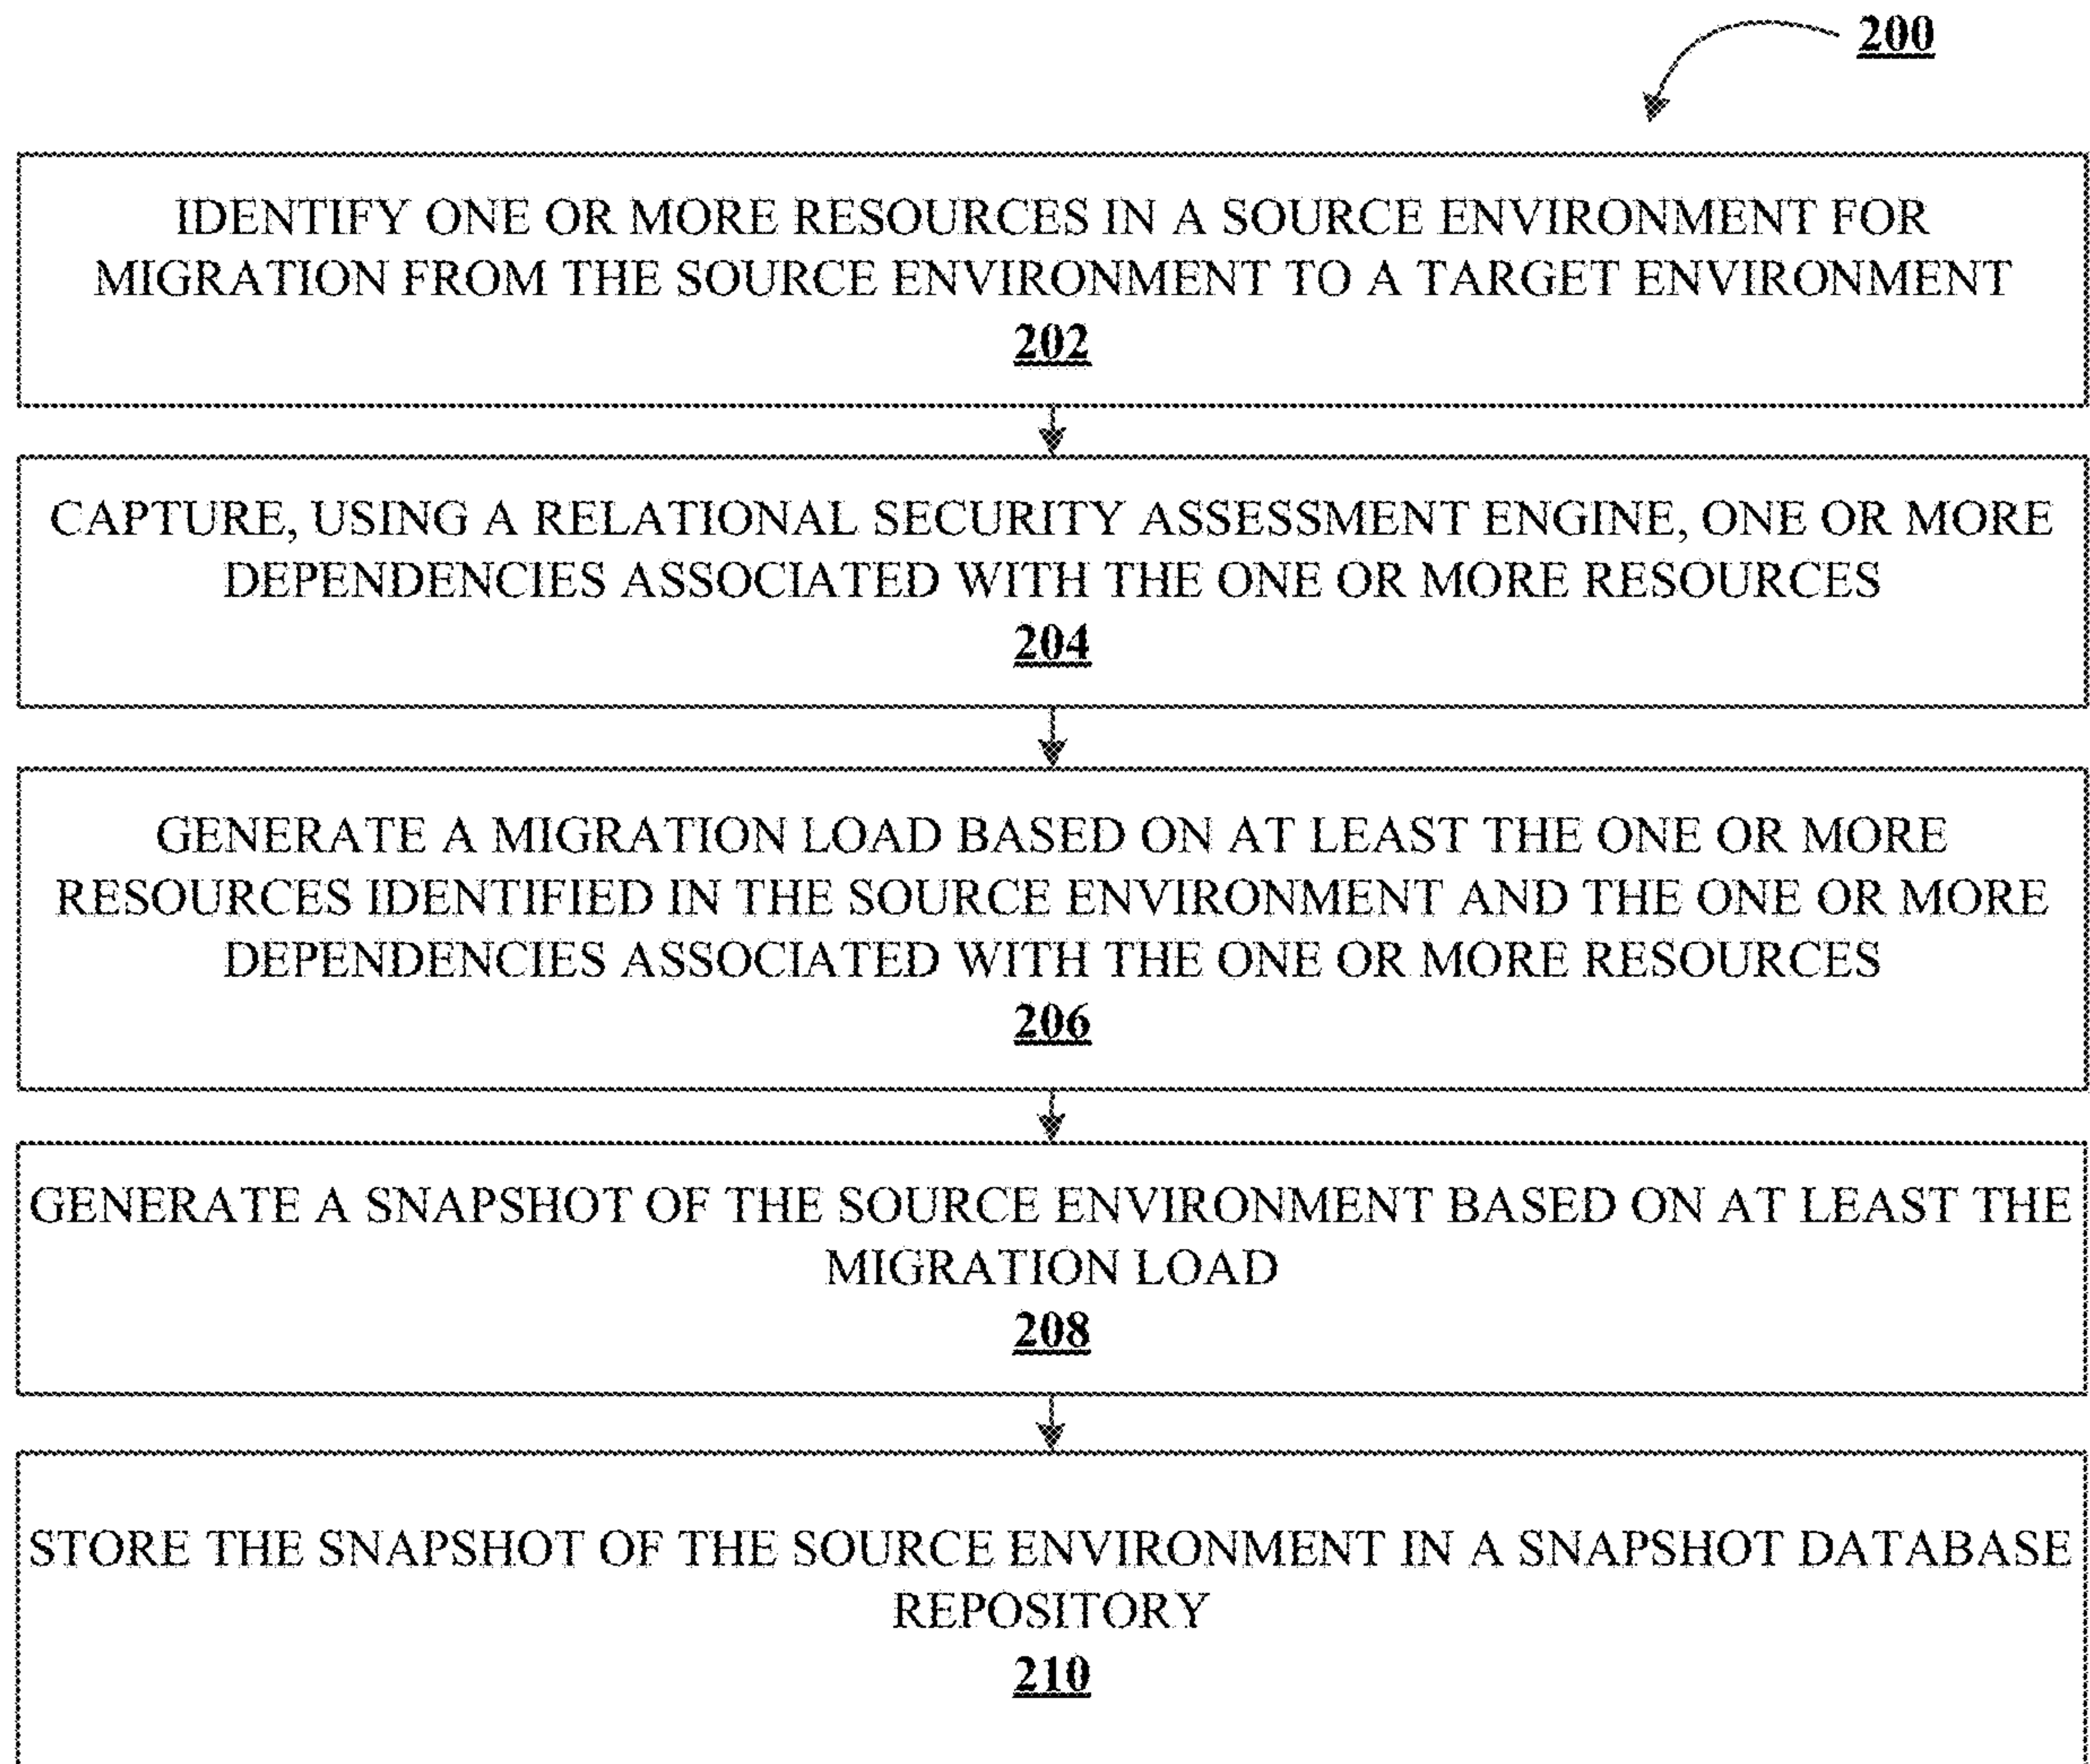 200
IDENTIFY ONE OR MORE RESOURCES IN A SOURCE ENVIRONMENT FOR
MIGRATION FROM THE SOURCE ENVIRONMENT TO A TARGET ENVIRONMENT
202
CAPTURE, USING A RELATIONAL SECURITY ASSESSMENT ENGINE, ONE OR MORE
DEPENDENCIES ASSOCIATED WITH THE ONE OR MORE RESOURCES
204
GENERATE A MIGRATION LOAD BASED ON AT LEAST THE ONE OR MORE
RESOURCES IDENTIFIED IN THE SOURCE ENVIRONMENT AND THE ONE OR MORE
DEPENDENCIES ASSOCIATED WITH THE ONE OR MORE RESOURCES
206
GENERATE A SNAPSHOT OF THE SOURCE ENVIRONMENT BASED ON AT LEAST THE
MIGRATION LOAD
208
STORE THE SNAPSHOT OF THE SOURCE ENVIRONMENT IN A SNAPSHOT DATABASE
REPOSITORY
210